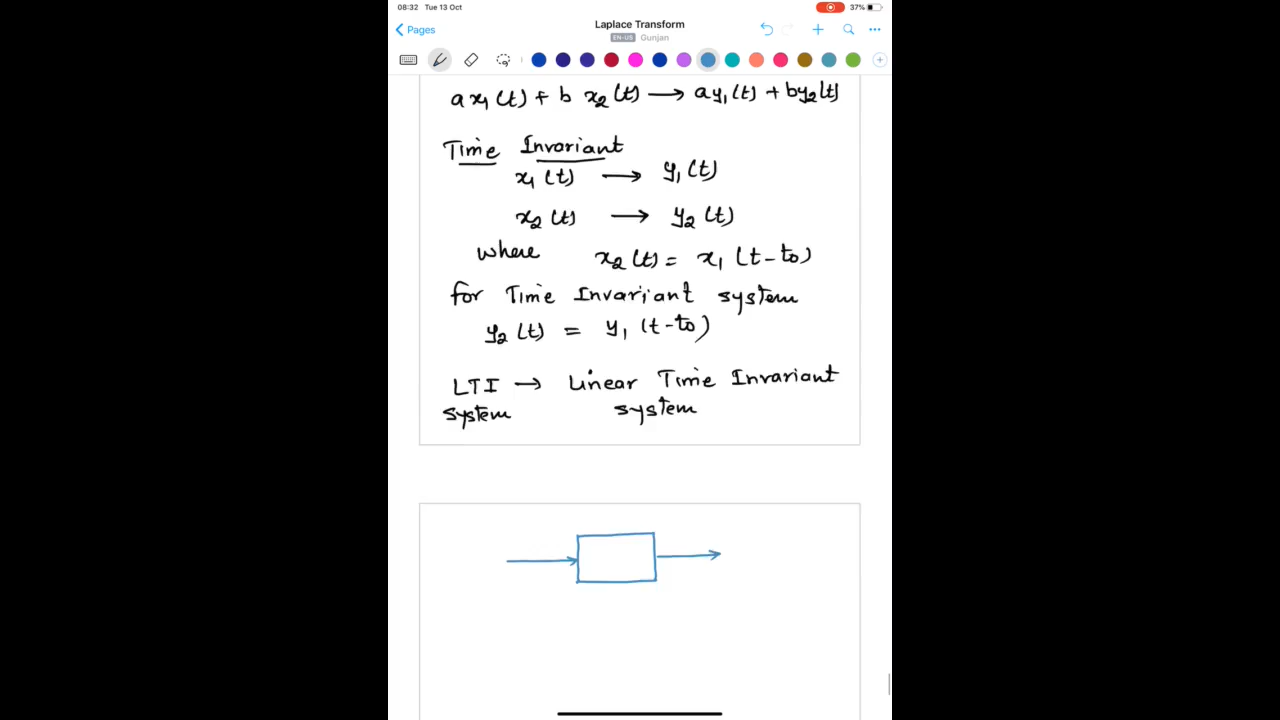 08:32 Tue 13 Oct 37%
Pages
Laplace Transform
EN-US Gunjan
a x₁(t) + b x₂(t) → a y₁(t) + b y₂(t)
Time Invariant
x₁(t) → y₁(t)
x₂(t) → y₂(t)
where x₂(t) = x₁(t-to)
for Time Invariant system
y₂(t) = y₁(t-to)
LTI → Linear Time Invariant
system system